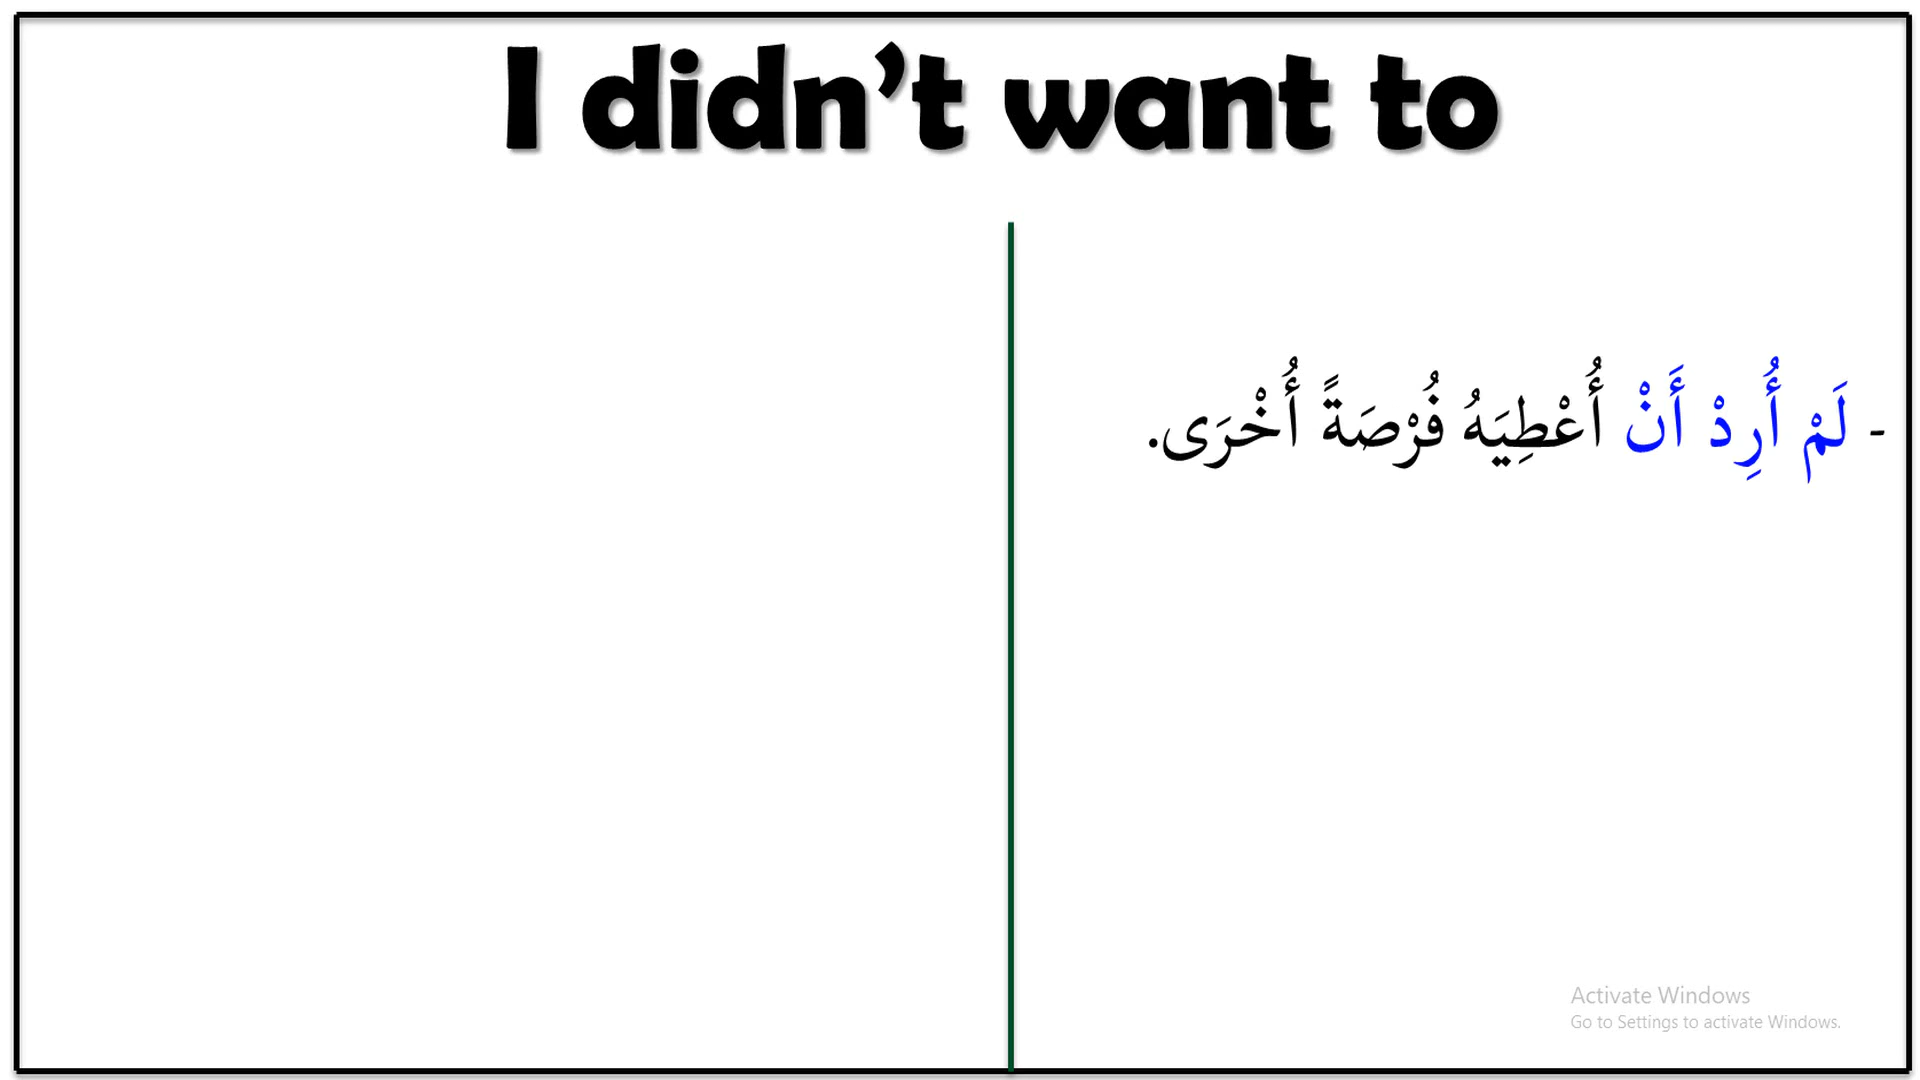 I didn’t want to
- لَمْ أُرِدْ أَنْ أُعْطِيَهُ فُرْصَةً أُخْرَى.
Activate Windows
Go to Settings to activate Windows.